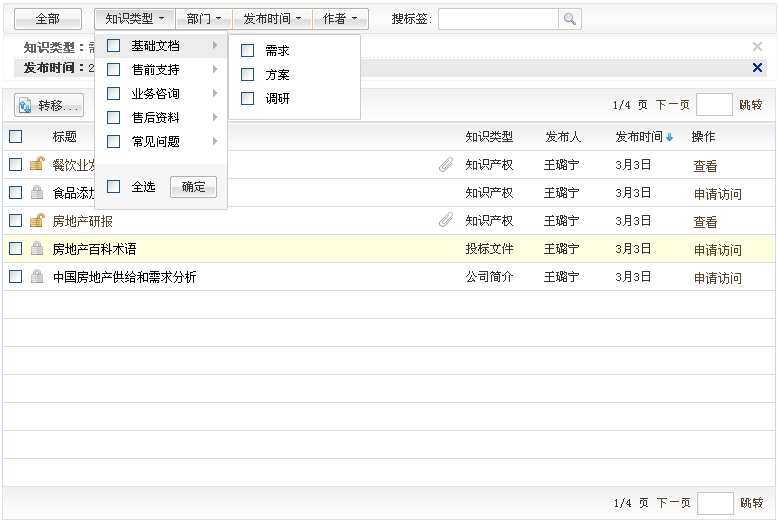 全部 知识类型 部门 发布时间 作者 搜标签:
知识类型：需
发布时间：2
基础文档
售前支持
业务咨询
售后资料
常见问题
全选 确定
需求
方案
调研
转移... 1/4 页 下一页 跳转
标题 知识类型 发布人 发布时间 操作
餐饮业发 知识产权 王璐宁 3月3日 查看
食品添加 知识产权 王璐宁 3月3日 申请访问
房地产研报 知识产权 王璐宁 3月3日 查看
房地产百科术语 投标文件 王璐宁 3月3日 申请访问
中国房地产供给和需求分析 公司简介 王璐宁 3月3日 申请访问
1/4 页 下一页 跳转